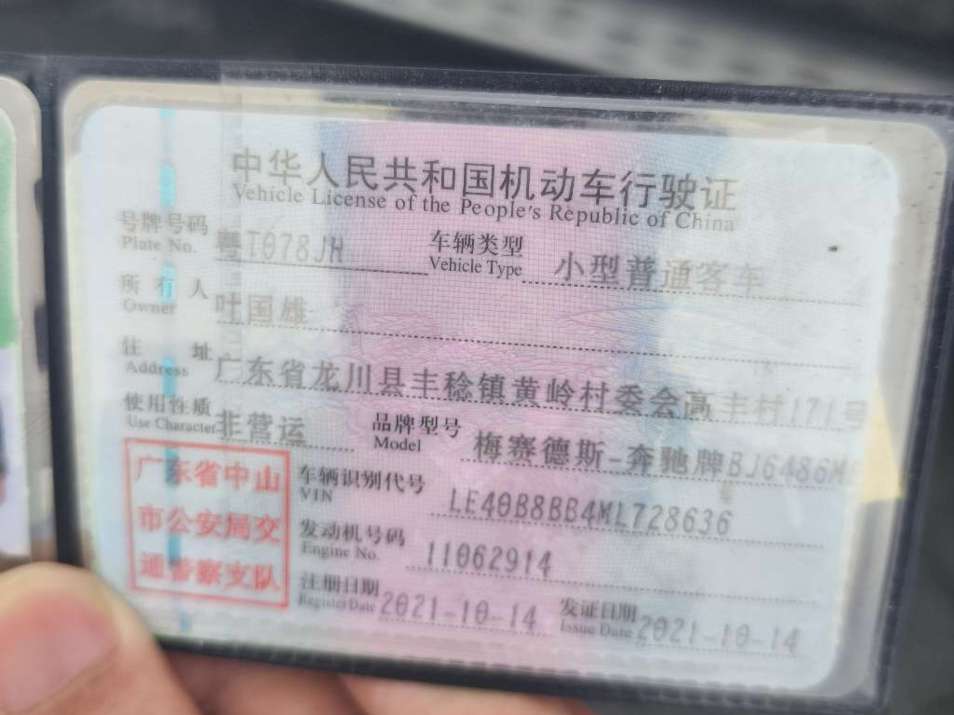 中华人民共和国机动车行驶证
Vehicle License of the People's Republic of China
号牌号码 粤T078JH 车辆类型 小型普通客车
Plate No. Vehicle Type
所有人 叶国雄
Owner
住址 广东省龙川县丰稔镇黄岭村委会高丰村171号
Address
使用性质 非营运 品牌型号 梅赛德斯-奔驰牌BJ6486M
Use Character Model
广东省中山
市公安局交
通警察支队
车辆识别代号 LE40B8BB4ML728636
VIN
发动机号码 11062914
Engine No.
注册日期 2021-10-14 发证日期 2021-10-14
Register Date Issue Date